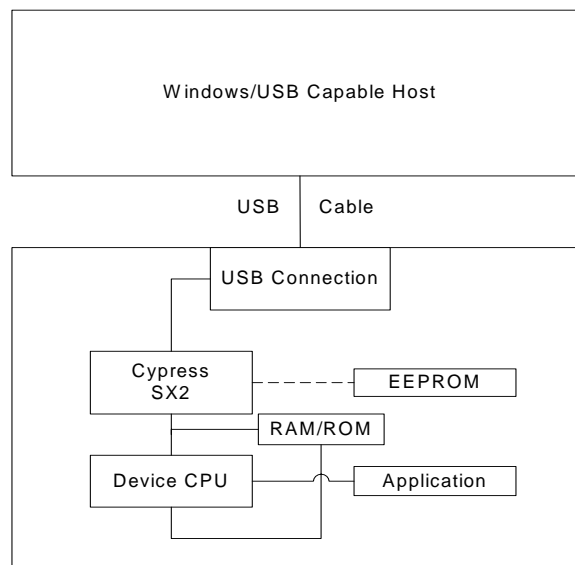 Windows/USB Capable Host
USB Cable
USB Connection
Cypress
SX2
EEPROM
RAM/ROM
Device CPU
Application